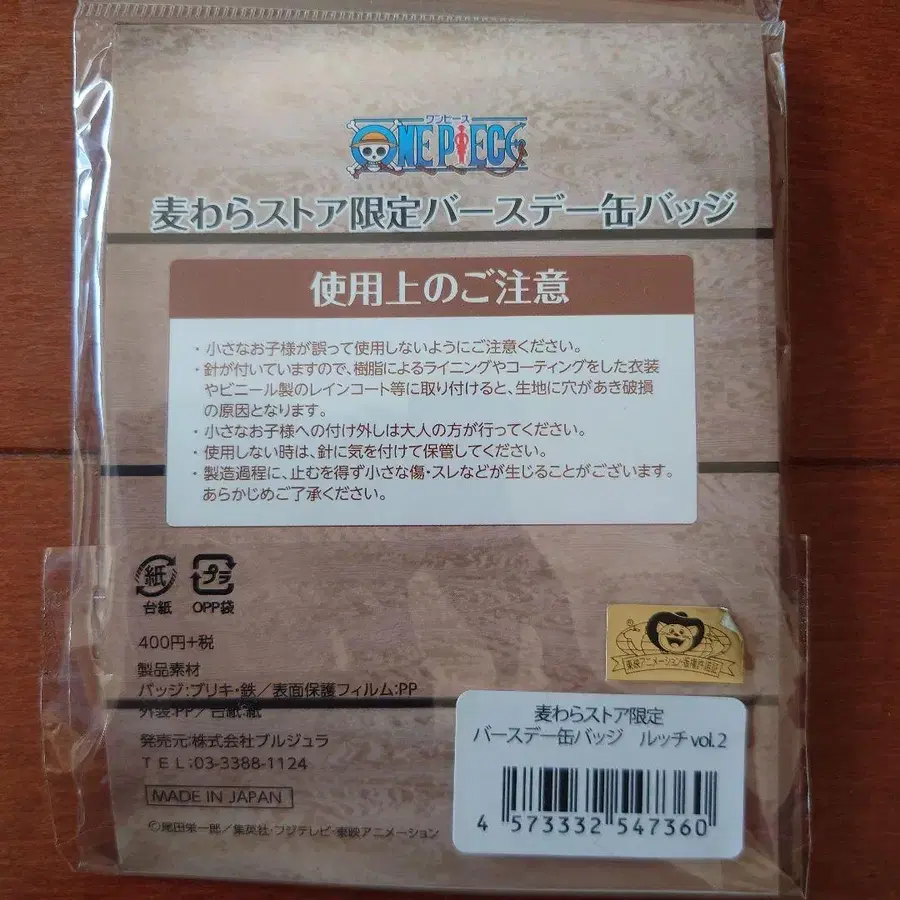 ワンピース
ONE PIECE
麦わらストア限定バースデー缶バッジ
使用上のご注意
・小さなお子様が誤って使用しないようにご注意ください。
・針が付いていますので、樹脂によるライニングやコーティングをした衣装
やビニール製のレインコート等に取り付けると、生地に穴があき破損
の原因となります。
・小さなお子様への付け外しは大人の方が行ってください。
・使用しない時は、針に気を付けて保管してください。
・製造過程に、止むを得ず小さな傷・スレなどが生じることがございます。
あらかじめご了承ください。
紙 プラ
台紙 OPP袋
400円+税
製品素材
バッジ:ブリキ・鉄/表面保護フィルム:PP
外装:PP/台紙:紙
発売元:株式会社ブルジュラ
TEL:03-3388-1124
MADE IN JAPAN
©尾田栄一郎/集英社・フジテレビ・東映アニメーション
©
東映アニメーション・版権許諾証
麦わらストア限定
バースデー缶バッジ ルッチ vol.2
4 573332 547360